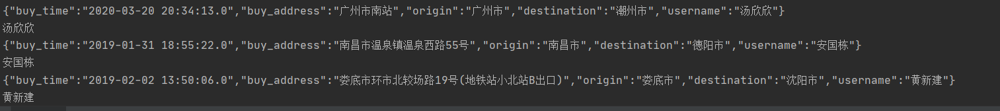 {"buy_time":"2020-03-20 20:34:13.0","buy_address":"广州市南站","origin":"广州市","destination":"潮州市","username":"汤欣欣"}
汤欣欣
{"buy_time":"2019-01-31 18:55:22.0","buy_address":"南昌市温泉镇温泉西路55号","origin":"南昌市","destination":"德阳市","username":"安国栋"}
安国栋
{"buy_time":"2019-02-02 13:50:06.0","buy_address":"娄底市环市北较场路19号(地铁站小北站B出口)","origin":"娄底市","destination":"沈阳市","username":"黄新建"}
黄新建